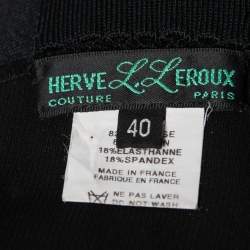 HERVE L.LEROUX
COUTURE PARIS
40
18%ELASTHANNE
18%SPANDEX
MADE IN FRANCE
FABRIQUE EN FRANCE
NE PAS LAVER
DO NOT WASH